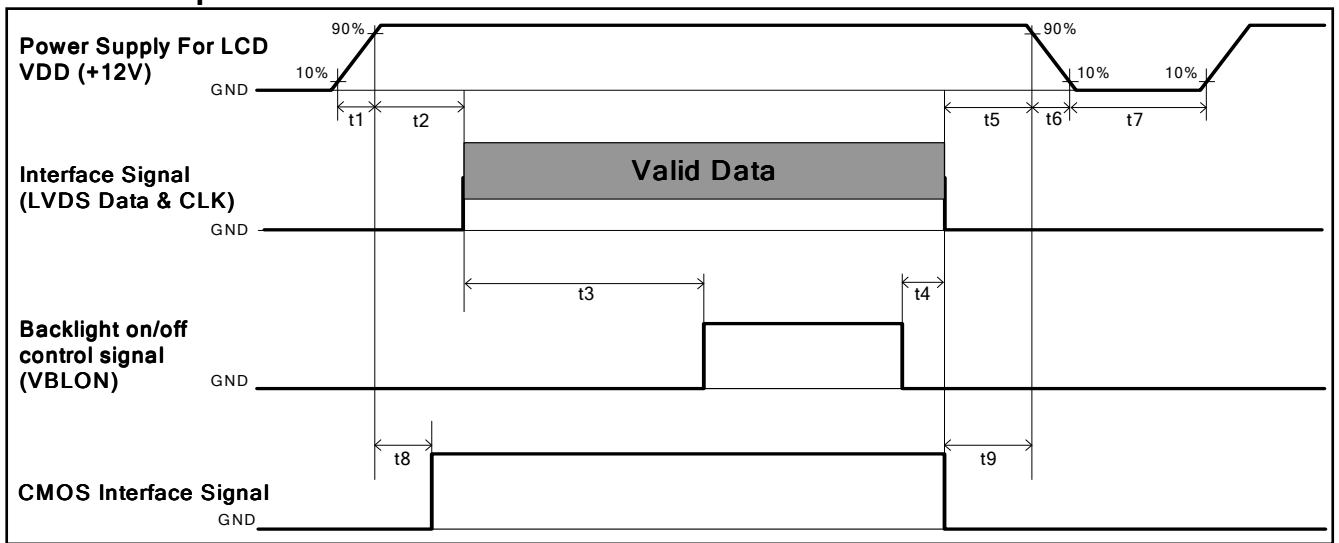 Power Supply For LCD
VDD (+12V)
GND
10%
90%
90%
10%
10%
t1
t2
t5
t6
t7
Interface Signal
(LVDS Data & CLK)
GND
Valid Data
t3
t4
Backlight on/off
control signal
(VBLON)
GND
t8
t9
CMOS Interface Signal
GND